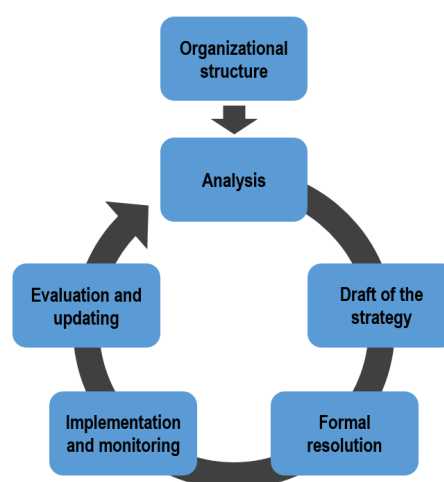 Organizational
structure
Analysis
Draft of the
strategy
Formal
resolution
Implementation
and monitoring
Evaluation and
updating